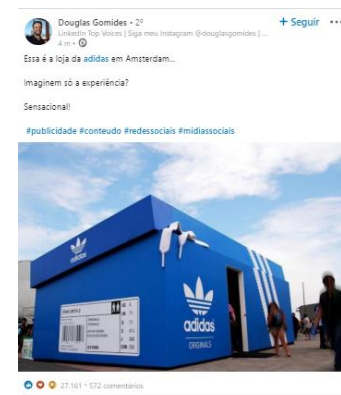 Douglas Gomides • 2º
LinkedIn Top Voices | Siga meu Instagram @douglasgomides | ...
4 m •
+ Seguir ...
Essa é a loja da adidas em Amsterdam...
Imaginem só a experiência?
Sensacional!
#publicidade #conteudo #redessociais #midiassociais
adidas
adidas
ORIGINALS
27.161 • 572 comentários